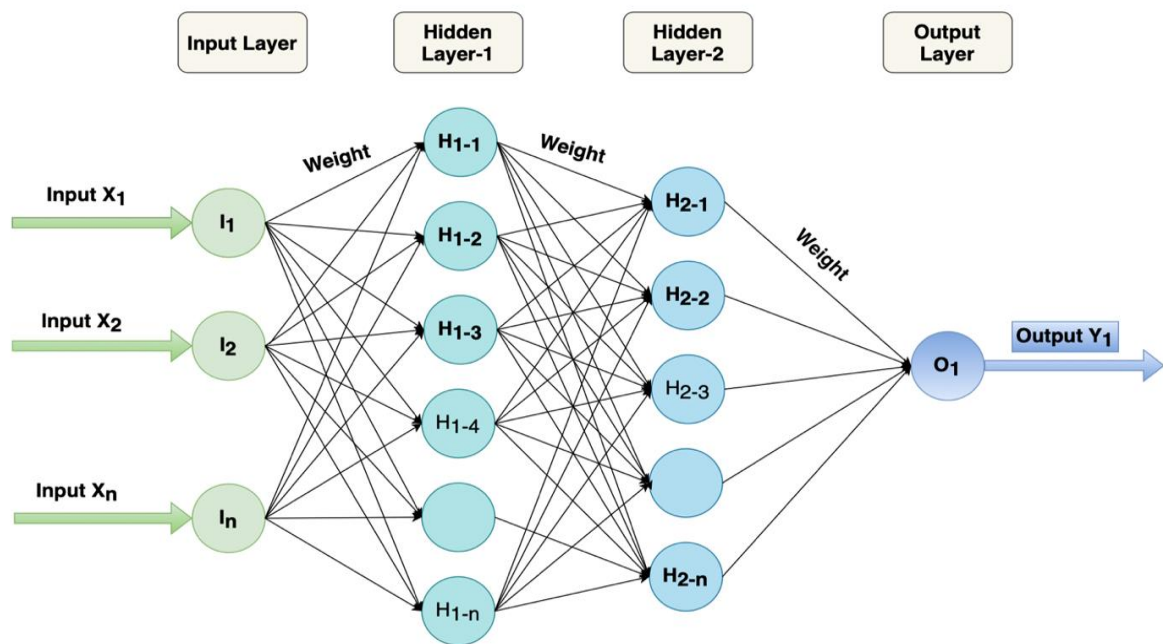 Input Layer
Hidden
Layer-1
Hidden
Layer-2
Output
Layer
Weight
Weight
Weight
Input X₁
Input X₂
Input Xₙ
I₁
I₂
Iₙ
H₁₋₁
H₁₋₂
H₁₋₃
H₁₋₄
H₁₋ₙ
H₂₋₁
H₂₋₂
H₂₋₃
H₂₋ₙ
O₁
Output Y₁